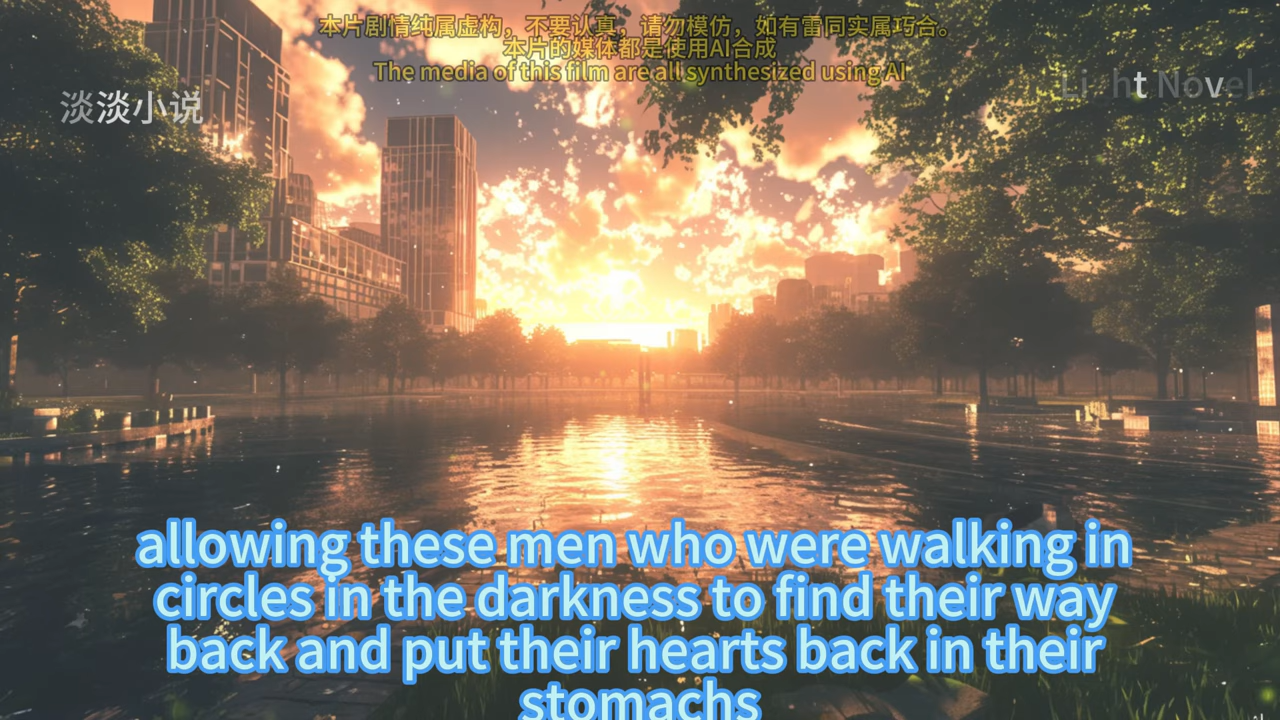 本片剧情纯属虚构，不要认真，请勿模仿，如有雷同实属巧合。
本片的媒体都是使用AI合成
The media of this film are all synthesized using AI
Light Novel
淡淡小说
allowing these men who were walking in
circles in the darkness to find their way
back and put their hearts back in their
stomachs